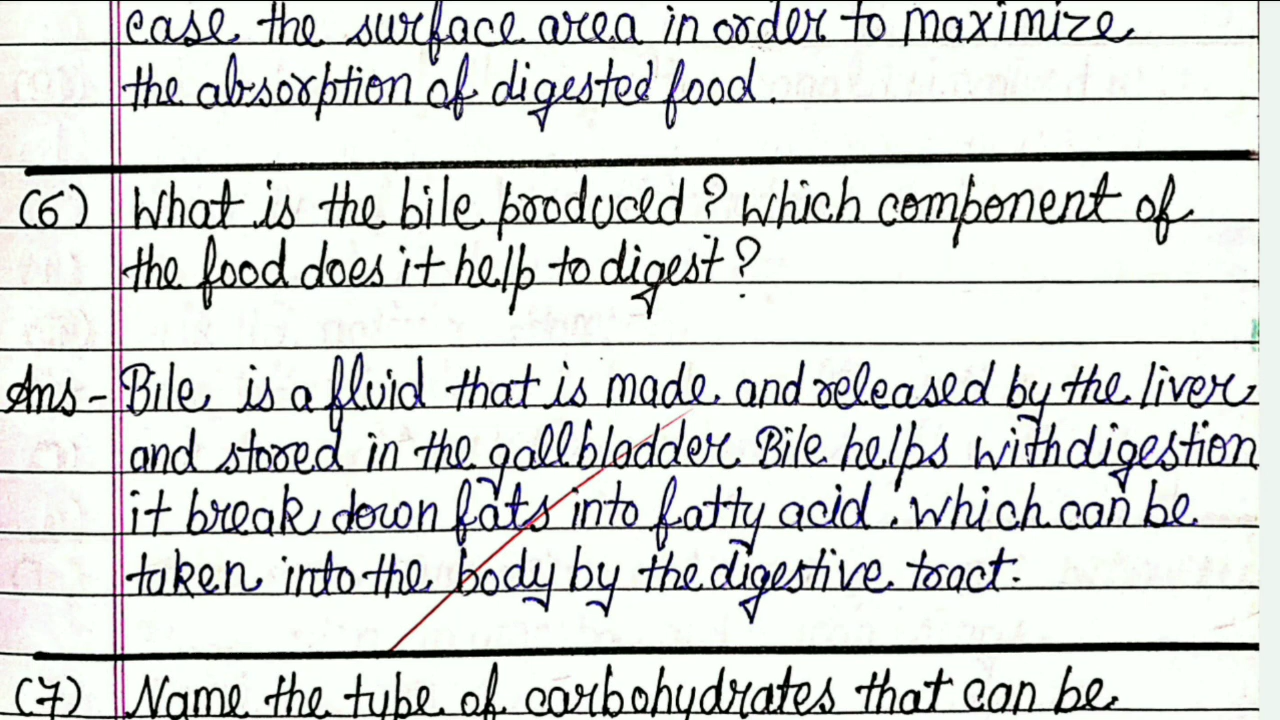 ease the surface area in order to maximize
the absorption of digested food.
(6) What is the bile produced? Which component of
the food does it help to digest?
Ans- Bile is a fluid that is made and released by the liver
and stored in the gallbladder. Bile helps with digestion
it break down fats into fatty acid. which can be
taken into the body by the digestive tract.
(7) Name the type of carbohydrates that can be